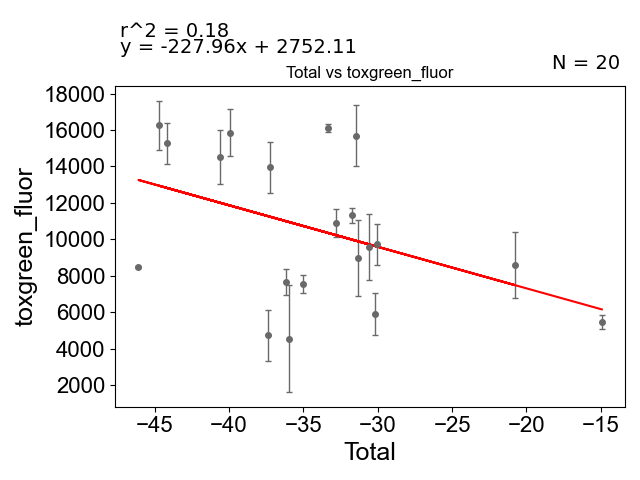 r^2 = 0.18
y = -227.96x + 2752.11
N = 20
Total vs toxgreen_fluor
18000
16000
14000
12000
10000
8000
6000
4000
2000
toxgreen_fluor
−45 −40 −35 −30 −25 −20 −15
Total